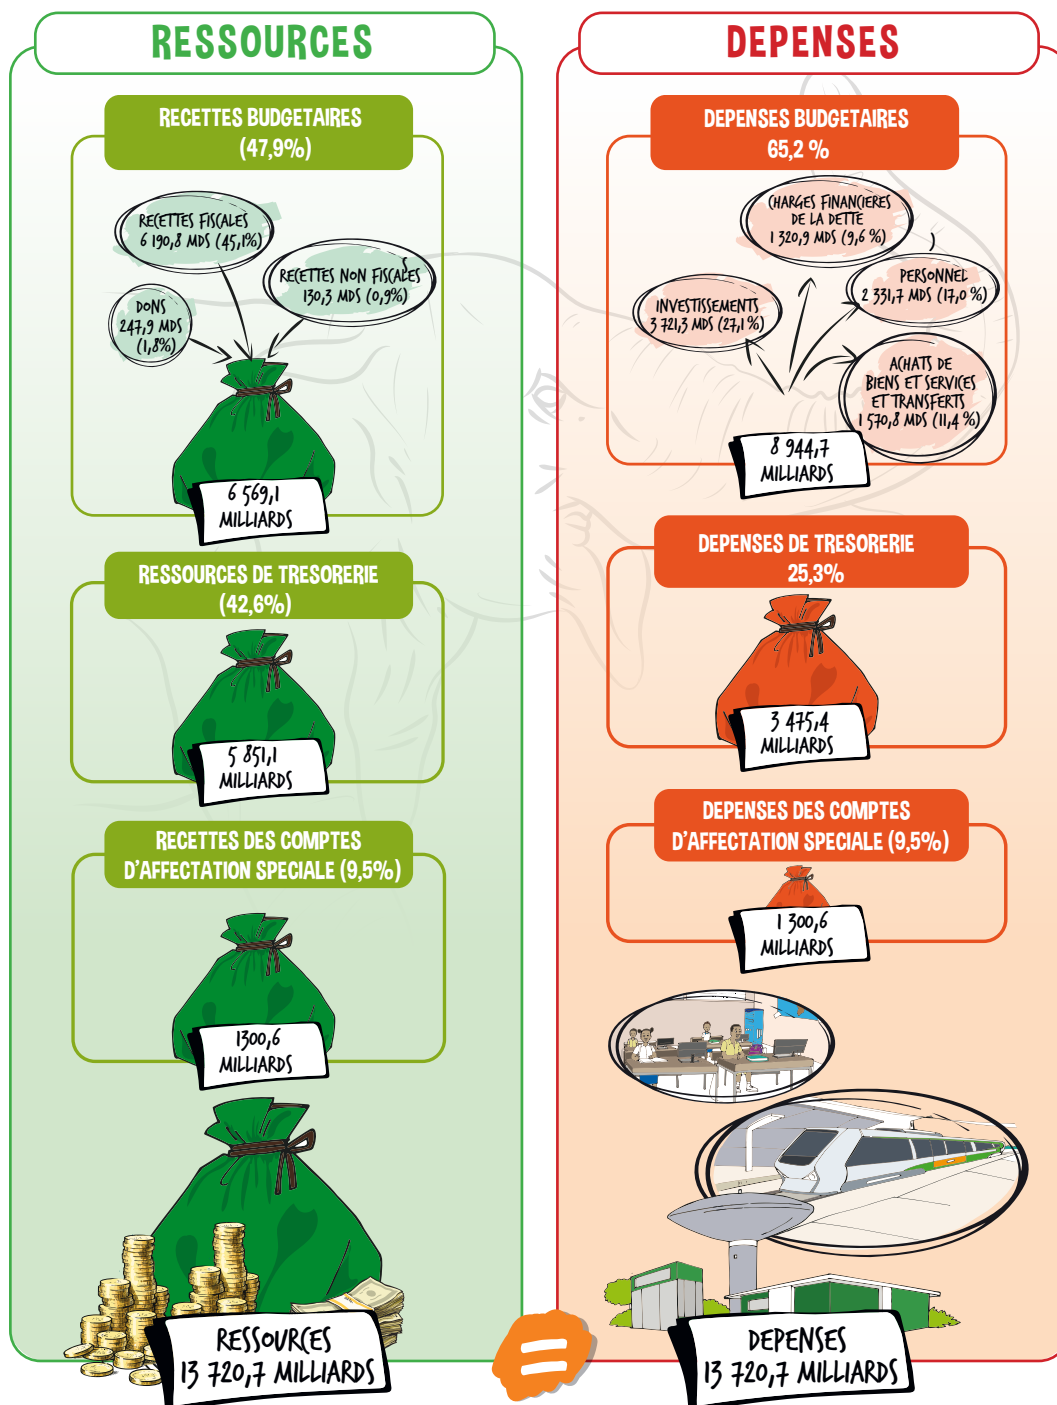 RESSOURCES
RECETTES BUDGETAIRES
(47,9%)
RECETTES FISCALES
6 190,8 MDS (45,1%)
RECETTES NON FISCALES
130,3 MDS (0,9%)
DONS
247,9 MDS
(1,8%)
6 569,1
MILLIARDS
RESSOURCES DE TRESORERIE
(42,6%)
5 851,1
MILLIARDS
RECETTES DES COMPTES
D'AFFECTATION SPECIALE (9,5%)
1300,6
MILLIARDS
RESSOURCES
13 720,7 MILLIARDS
=
DEPENSES
DEPENSES BUDGETAIRES
65,2 %
CHARGES FINANCIERES
DE LA DETTE
1 320,9 MDS (9,6 %)
PERSONNEL
2 331,7 MDS (17,0 %)
INVESTISSEMENTS
3 721,3 MDS (27,1 %)
ACHATS DE
BIENS ET SERVICES
ET TRANSFERTS
1 570,8 MDS (11,4 %)
8 944,7
MILLIARDS
DEPENSES DE TRESORERIE
25,3%
3 475,4
MILLIARDS
DEPENSES DES COMPTES
D'AFFECTATION SPECIALE (9,5%)
1 300,6
MILLIARDS
DEPENSES
13 720,7 MILLIARDS